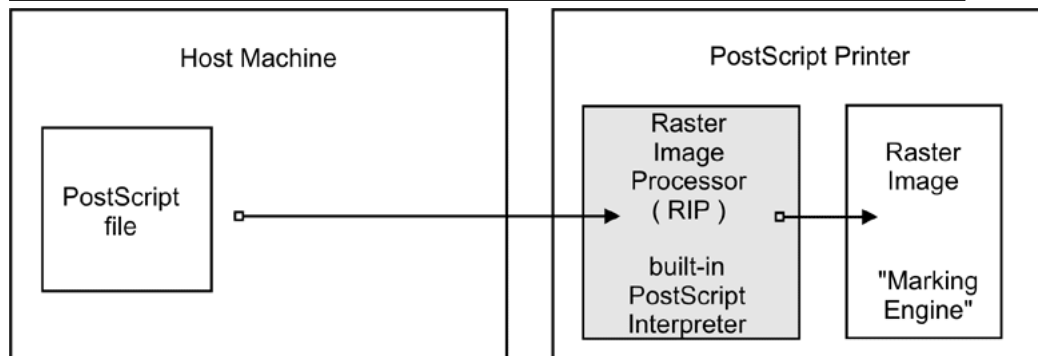 Host Machine
PostScript
file
PostScript Printer
Raster
Image
Processor
( RIP )
built-in
PostScript
Interpreter
Raster
Image
"Marking
Engine"